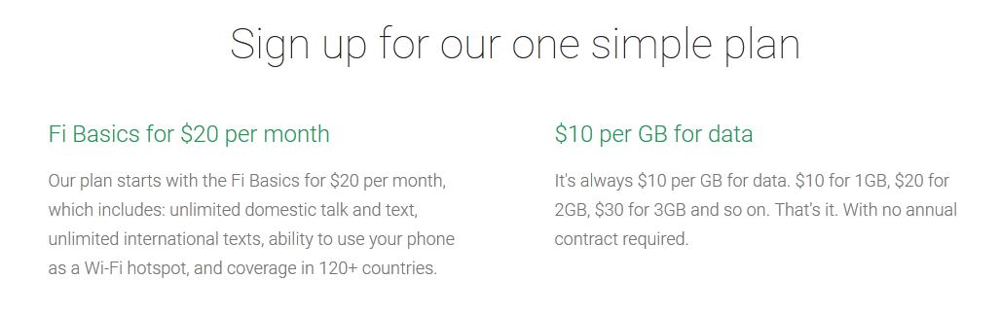 Sign up for our one simple plan
Fi Basics for $20 per month
Our plan starts with the Fi Basics for $20 per month,
which includes: unlimited domestic talk and text,
unlimited international texts, ability to use your phone
as a Wi-Fi hotspot, and coverage in 120+ countries.
$10 per GB for data
It's always $10 per GB for data. $10 for 1GB, $20 for
2GB, $30 for 3GB and so on. That's it. With no annual
contract required.